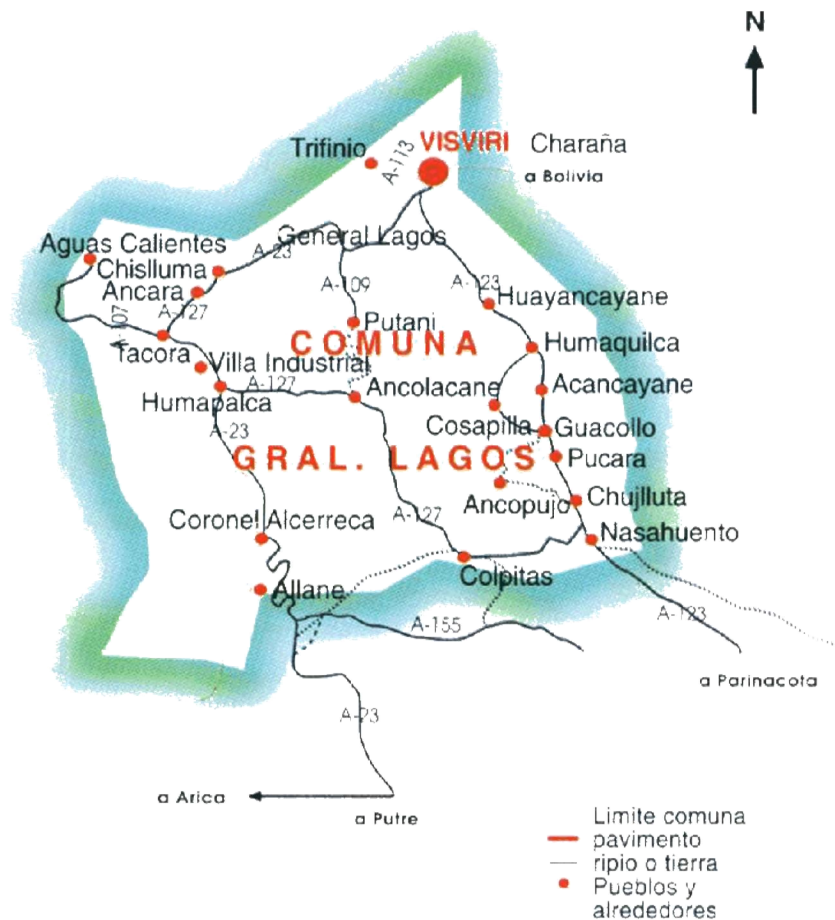 N
VISVIRI
Charaña
Trifinio
A-113
a Bolivia
General Lagos
Aguas Calientes
A-23
Chislluma
A-109
A-123
Ancara
Huayancayane
A-127
Putani
COMUNA
Humaquilca
Tacora
Villa Industrial
A-127
Ancolacane
Acancayane
Humapalca
A-23
Cosapilla
Guacollo
GRAL. LAGOS
Pucara
Ancopujo
Chujlluta
A-127
Coronel Alcerreca
Nasahuento
Colpitas
Allane
A-155
A-123
a Parinacota
A-23
a Arica
a Putre
Limite comuna
pavimento
ripio o tierra
Pueblos y
alrededores